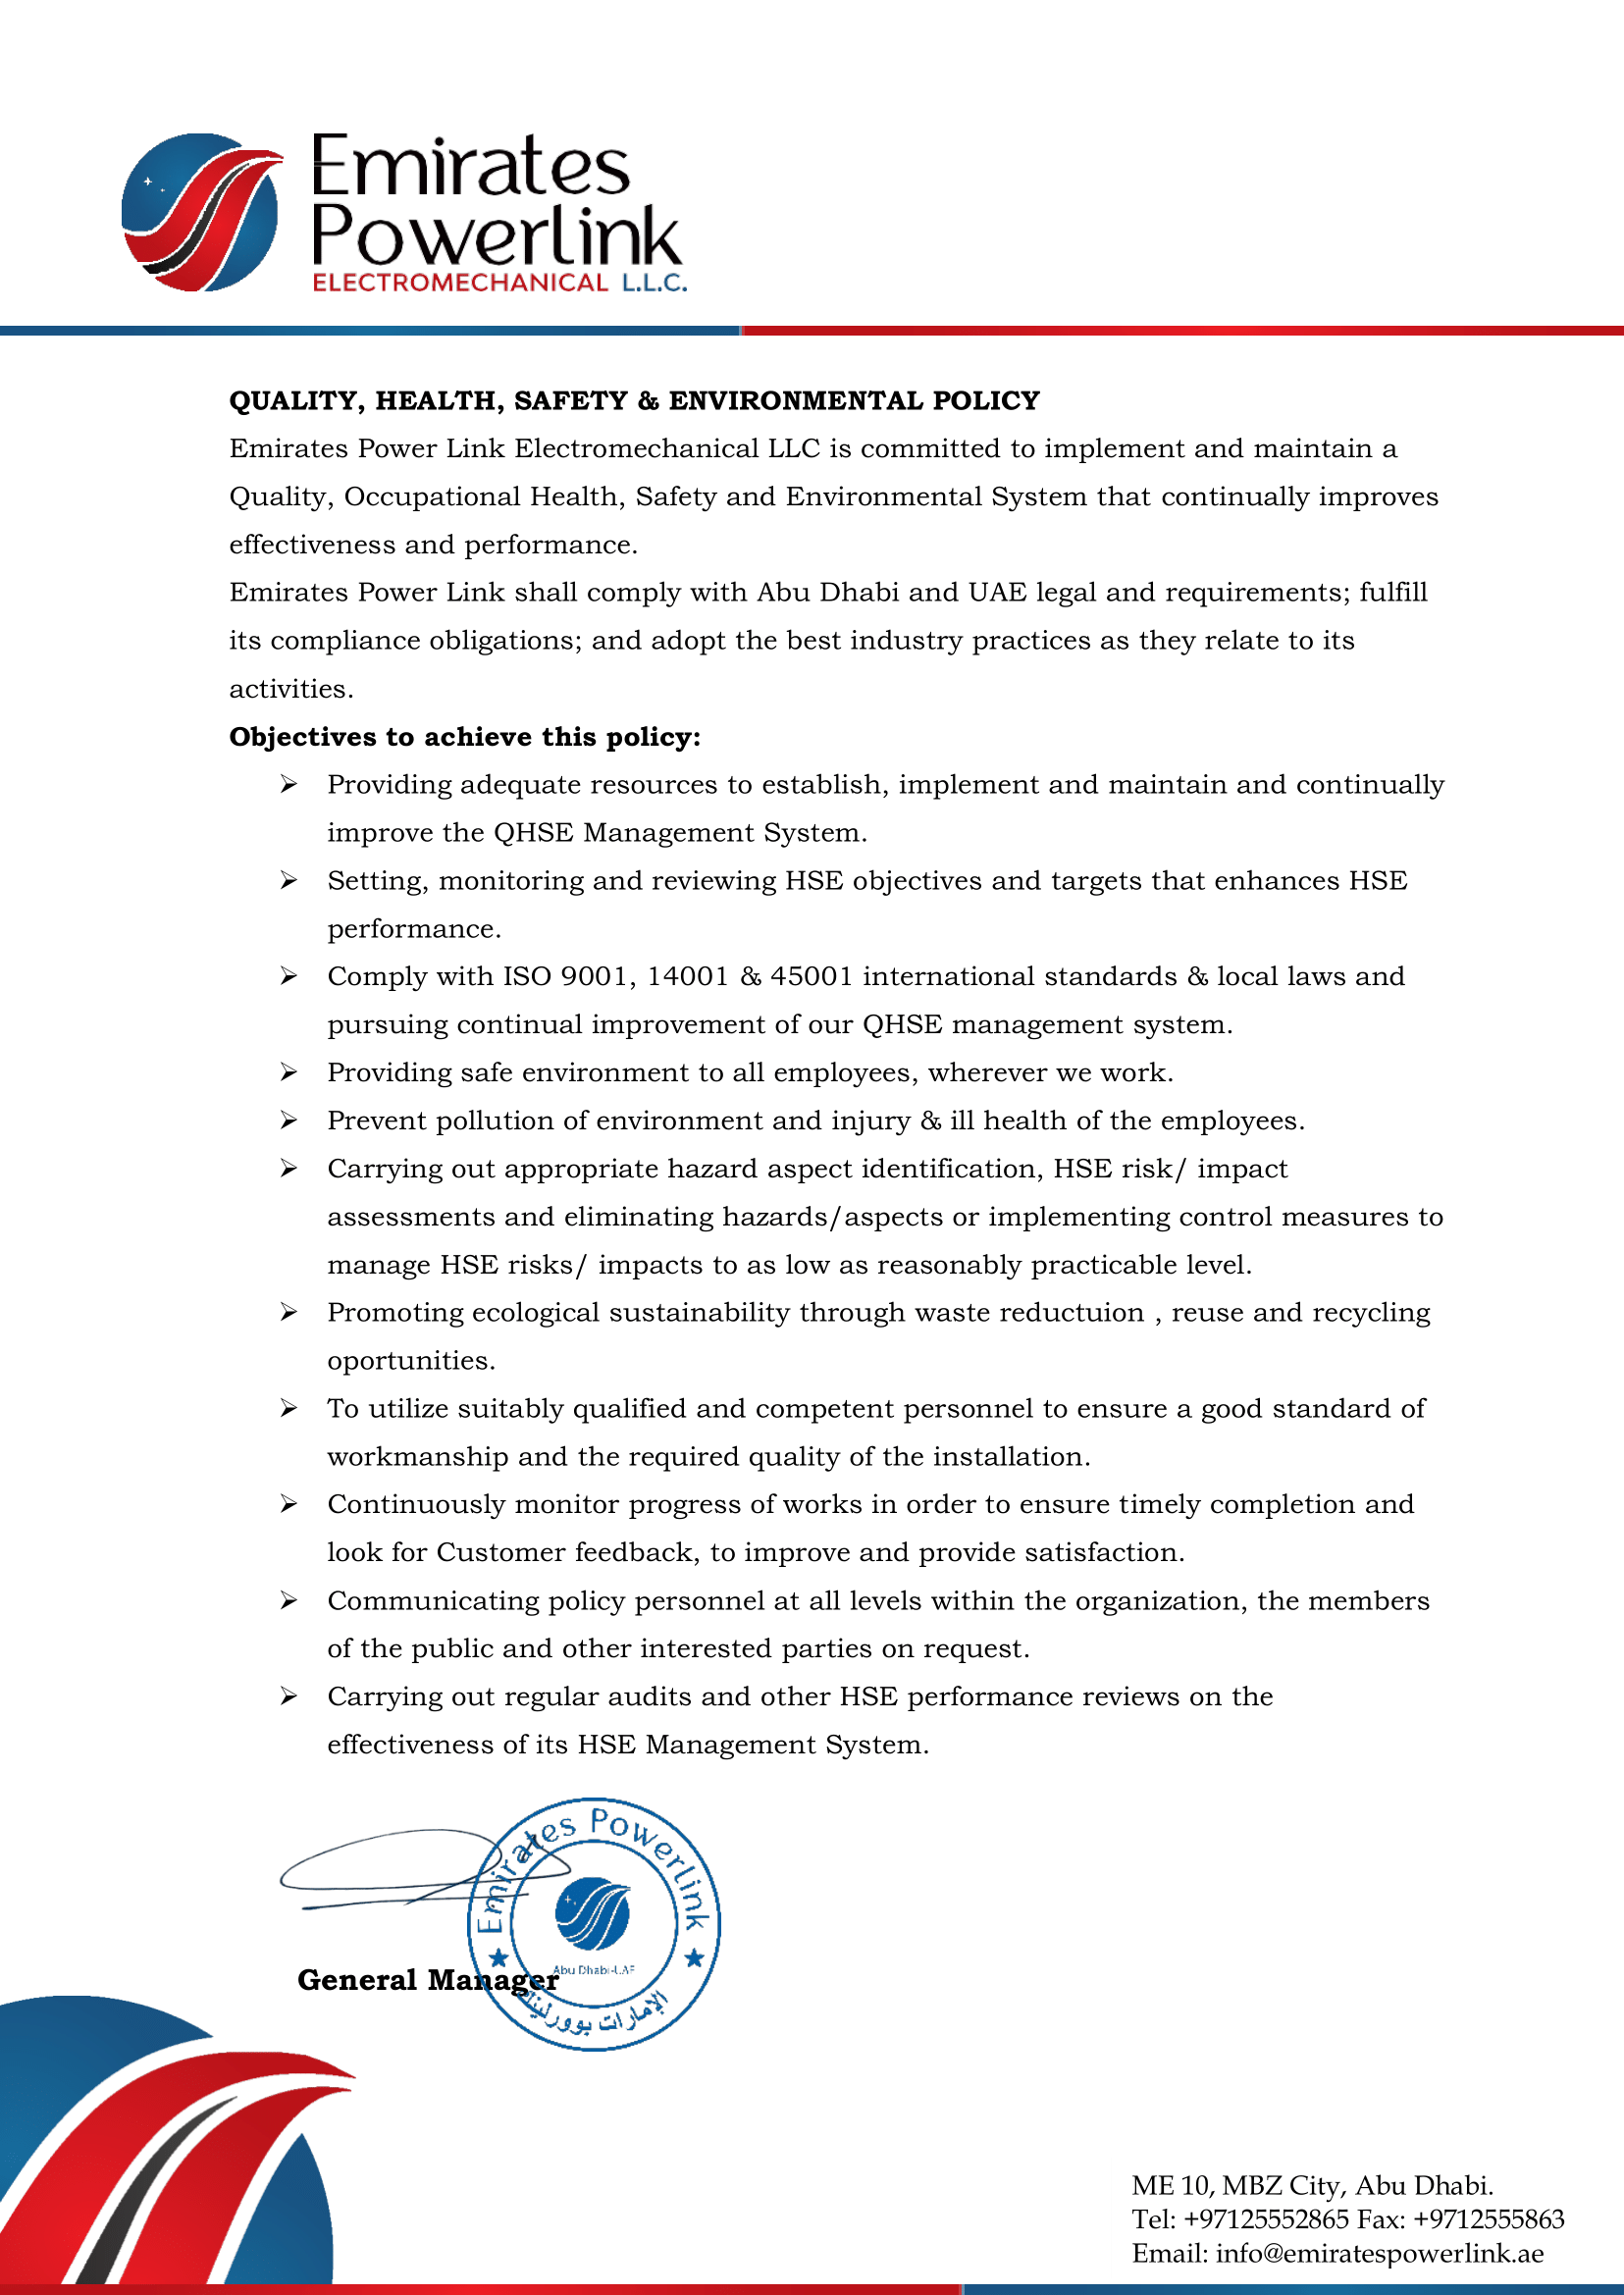 Emirates
Powerlink
ELECTROMECHANICAL L.L.C.
QUALITY, HEALTH, SAFETY & ENVIRONMENTAL POLICY
Emirates Power Link Electromechanical LLC is committed to implement and maintain a
Quality, Occupational Health, Safety and Environmental System that continually improves
effectiveness and performance.
Emirates Power Link shall comply with Abu Dhabi and UAE legal and requirements; fulfill
its compliance obligations; and adopt the best industry practices as they relate to its
activities.
Objectives to achieve this policy:
➢ Providing adequate resources to establish, implement and maintain and continually
improve the QHSE Management System.
➢ Setting, monitoring and reviewing HSE objectives and targets that enhances HSE
performance.
➢ Comply with ISO 9001, 14001 & 45001 international standards & local laws and
pursuing continual improvement of our QHSE management system.
➢ Providing safe environment to all employees, wherever we work.
➢ Prevent pollution of environment and injury & ill health of the employees.
➢ Carrying out appropriate hazard aspect identification, HSE risk/ impact
assessments and eliminating hazards/aspects or implementing control measures to
manage HSE risks/ impacts to as low as reasonably practicable level.
➢ Promoting ecological sustainability through waste reductuion , reuse and recycling
oportunities.
➢ To utilize suitably qualified and competent personnel to ensure a good standard of
workmanship and the required quality of the installation.
➢ Continuously monitor progress of works in order to ensure timely completion and
look for Customer feedback, to improve and provide satisfaction.
➢ Communicating policy personnel at all levels within the organization, the members
of the public and other interested parties on request.
➢ Carrying out regular audits and other HSE performance reviews on the
effectiveness of its HSE Management System.
Emirates Powerlink
Abu Dhabi-UAE
الإمارات بوورلينك
General Manager
ME 10, MBZ City, Abu Dhabi.
Tel: +97125552865 Fax: +9712555863
Email: info@emiratespowerlink.ae